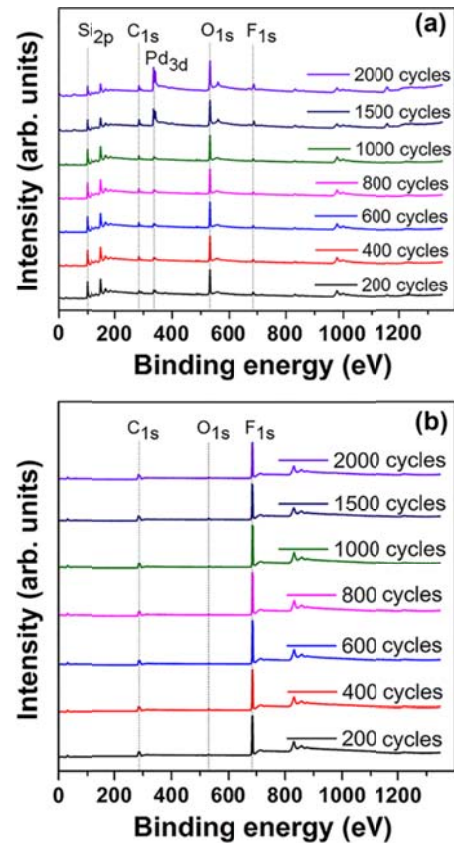 (a)
Si2p C1s O1s F1s
Pd3d
2000 cycles
1500 cycles
1000 cycles
800 cycles
600 cycles
400 cycles
200 cycles
Intensity (arb. units)
0 200 400 600 800 1000 1200
Binding energy (eV)
(b)
C1s O1s F1s
2000 cycles
1500 cycles
1000 cycles
800 cycles
600 cycles
400 cycles
200 cycles
Intensity (arb. units)
0 200 400 600 800 1000 1200
Binding energy (eV)